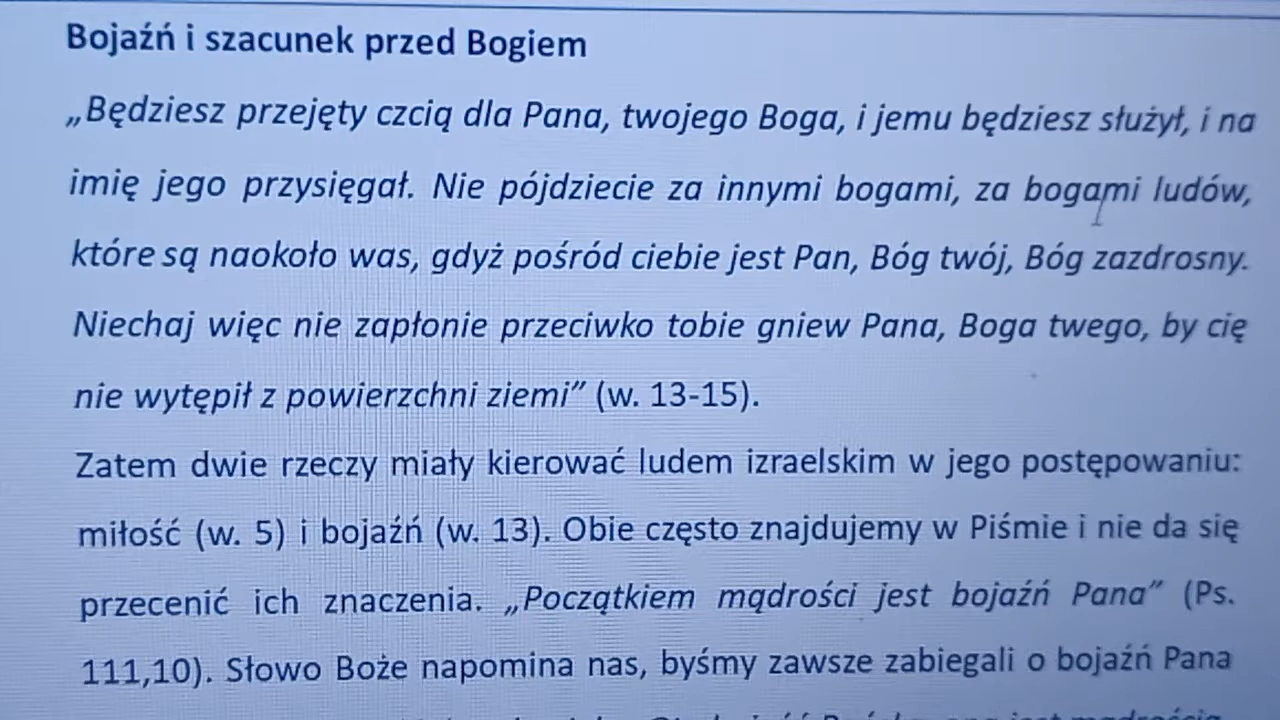 Bojaźń i szacunek przed Bogiem
„Będziesz przejęty czcią dla Pana, twojego Boga, i jemu będziesz służył, i na
imię jego przysięgał. Nie pójdziecie za innymi bogami, za bogami ludów,
które są naokoło was, gdyż pośród ciebie jest Pan, Bóg twój, Bóg zazdrosny.
Niechaj więc nie zapłonie przeciwko tobie gniew Pana, Boga twego, by cię
nie wytępił z powierzchni ziemi” (w. 13-15).
Zatem dwie rzeczy miały kierować ludem izraelskim w jego postępowaniu:
miłość (w. 5) i bojaźń (w. 13). Obie często znajdujemy w Piśmie i nie da się
przecenić ich znaczenia. „Początkiem mądrości jest bojaźń Pana” (Ps.
111,10). Słowo Boże napomina nas, byśmy zawsze zabiegali o bojaźń Pana